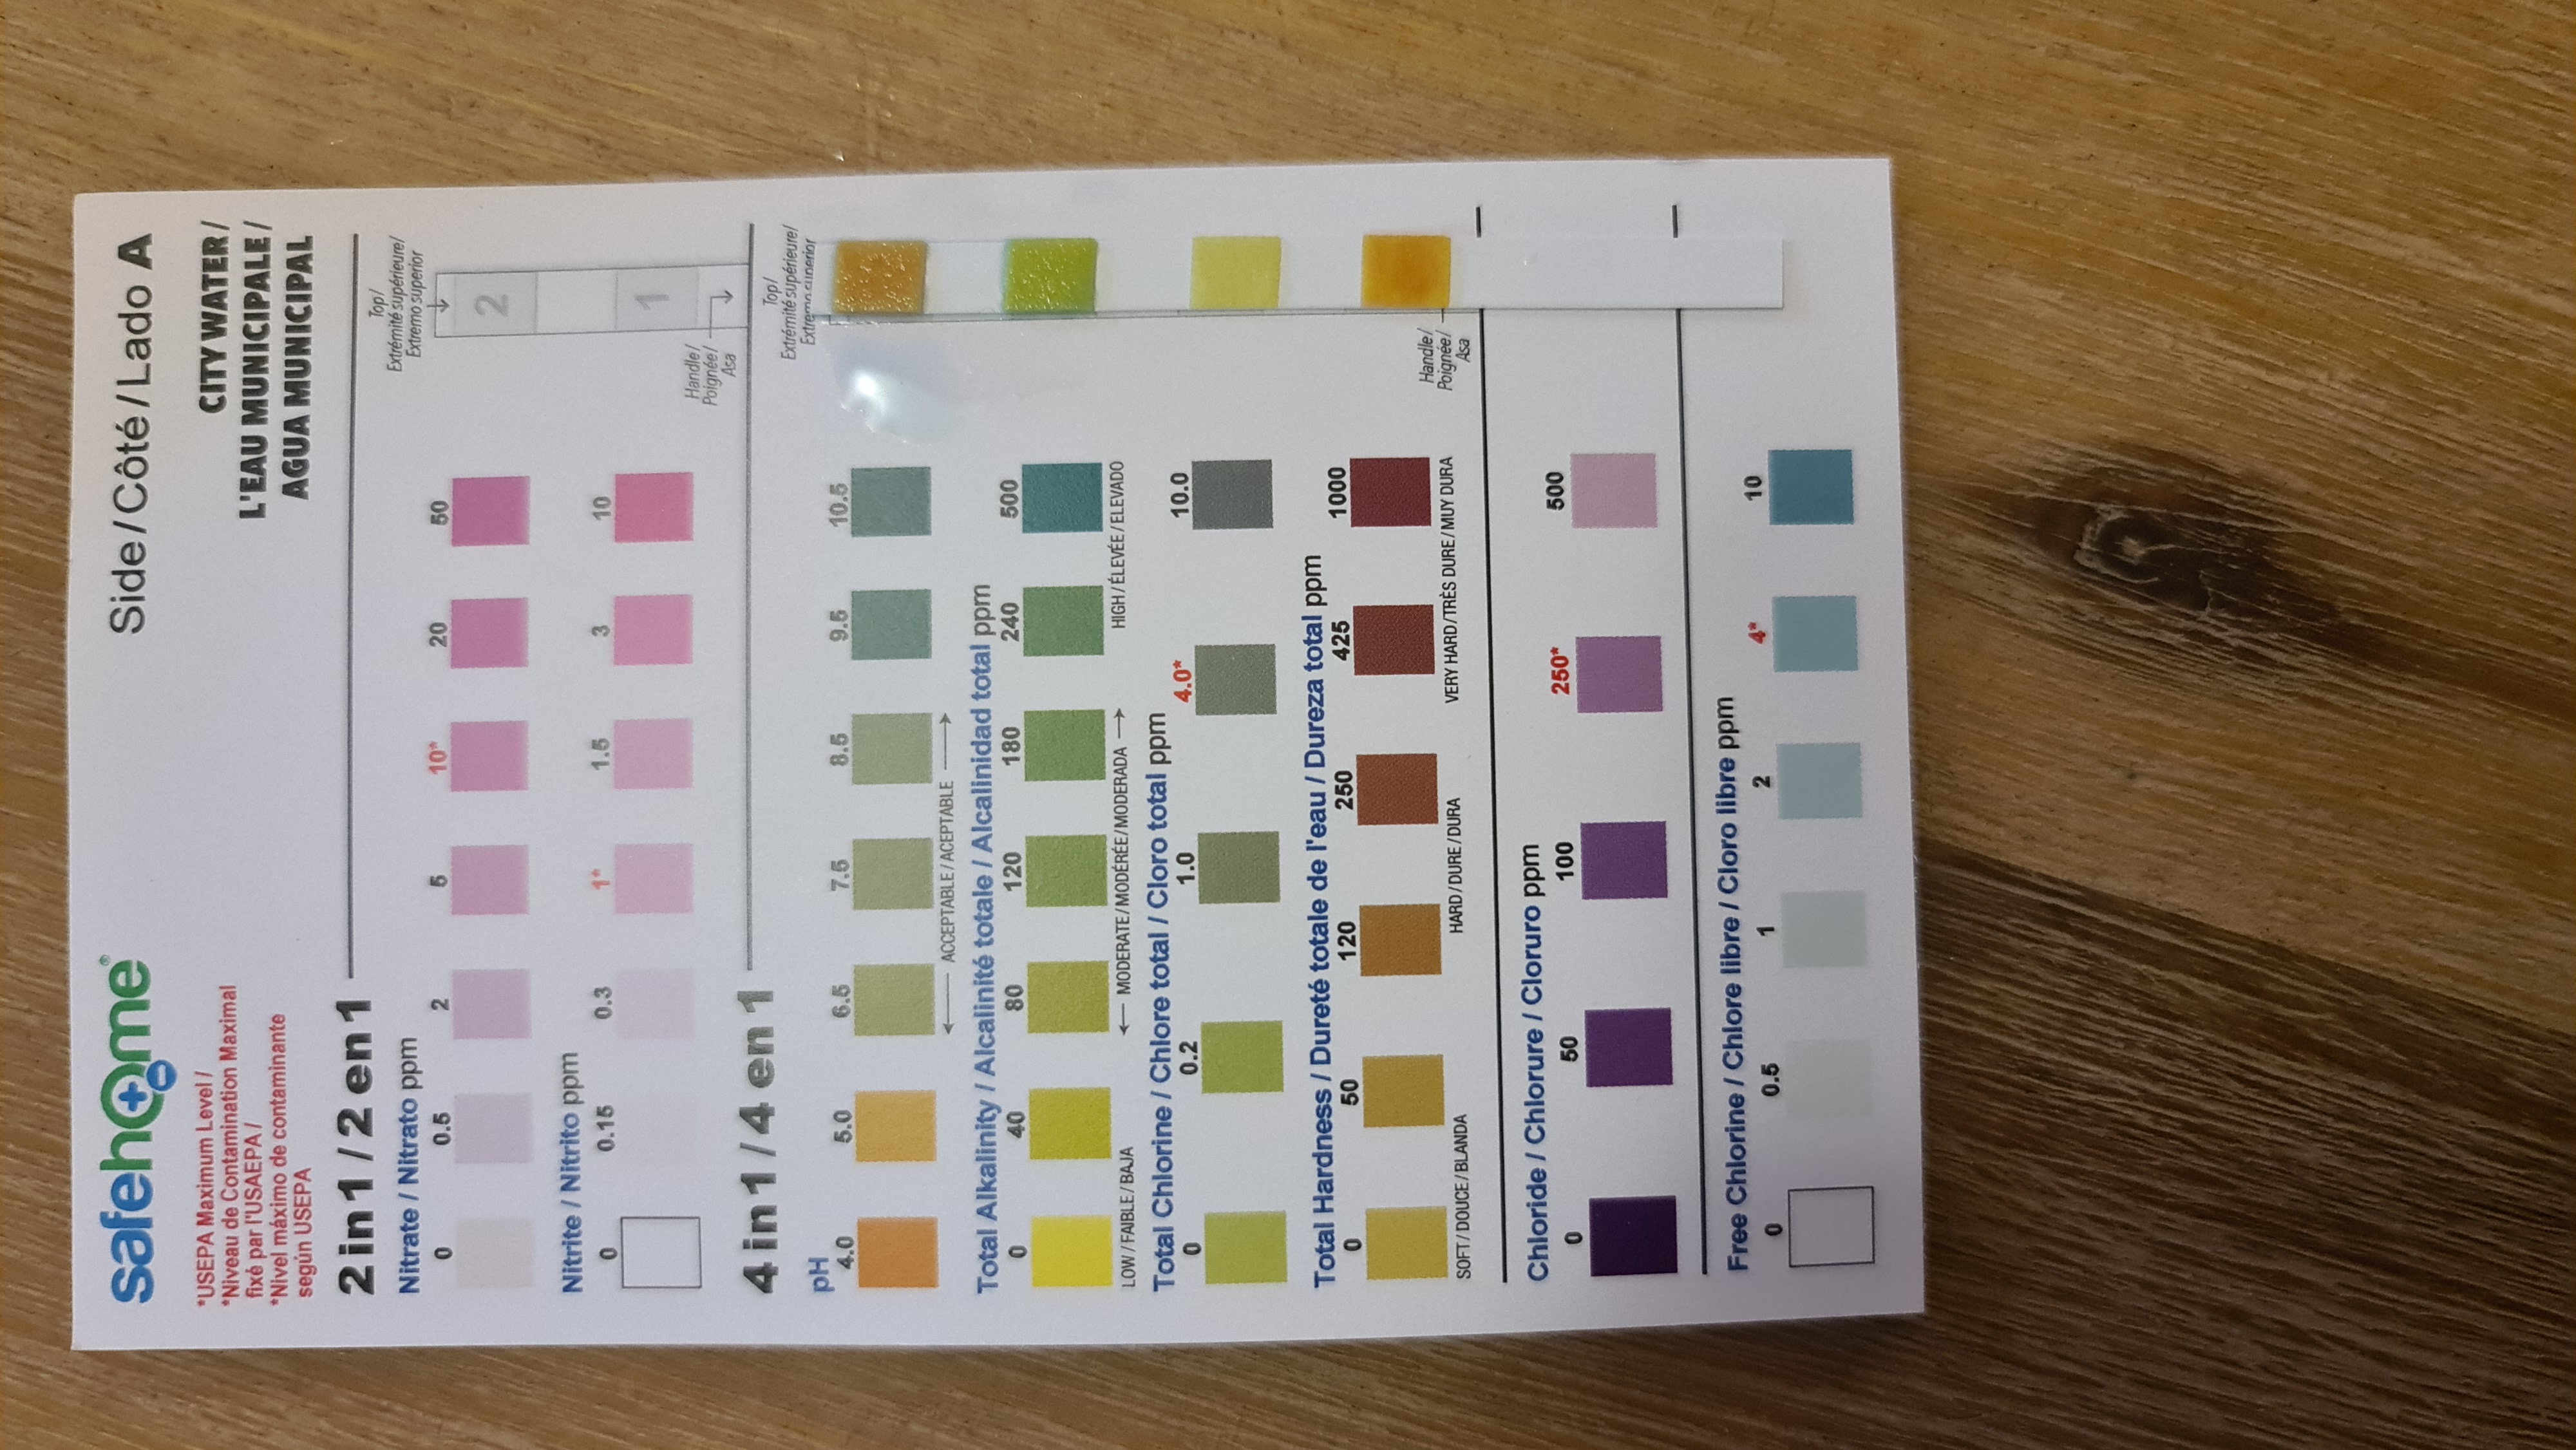 safehome®
Side / Côté / Lado A
*USEPA Maximum Level /
*Niveau de Contamination Maximal
fixé par l'USAEPA /
*Nivel máximo de contaminante
según USEPA
CITY WATER /
L'EAU MUNICIPALE /
AGUA MUNICIPAL
2 in 1 / 2 en 1
Top/
Extrémité supérieure/
Extremo superior
Nitrate / Nitrato ppm
0 0.5 2 5 10* 20 50
2
Nitrite / Nitrito ppm
0 0.15 0.3 1* 1.5 3 10
1
Handle/
Poignée/
Asa
4 in 1 / 4 en 1
Top/
Extrémité supérieure/
Extremo superior
pH
4.0 5.0 6.5 7.5 8.5 9.5 10.5
ACCEPTABLE / ACEPTABLE
Total Alkalinity / Alcalinité totale / Alcalinidad total ppm
0 40 80 120 180 240 500
LOW / FAIBLE / BAJA MODERATE / MODÉRÉE / MODERADA HIGH / ÉLEVÉE / ELEVADO
Total Chlorine / Chlore total / Cloro total ppm
0 0.2 1.0 4.0* 10.0
Total Hardness / Dureté totale de l'eau / Dureza total ppm
0 50 120 250 425 1000
SOFT / DOUCE / BLANDA HARD / DURE / DURA VERY HARD / TRÈS DURE / MUY DURA
Handle/
Poignée/
Asa
Chloride / Chlorure / Cloruro ppm
0 50 100 250* 500
Free Chlorine / Chlore libre / Cloro libre ppm
0 0.5 1 2 4* 10